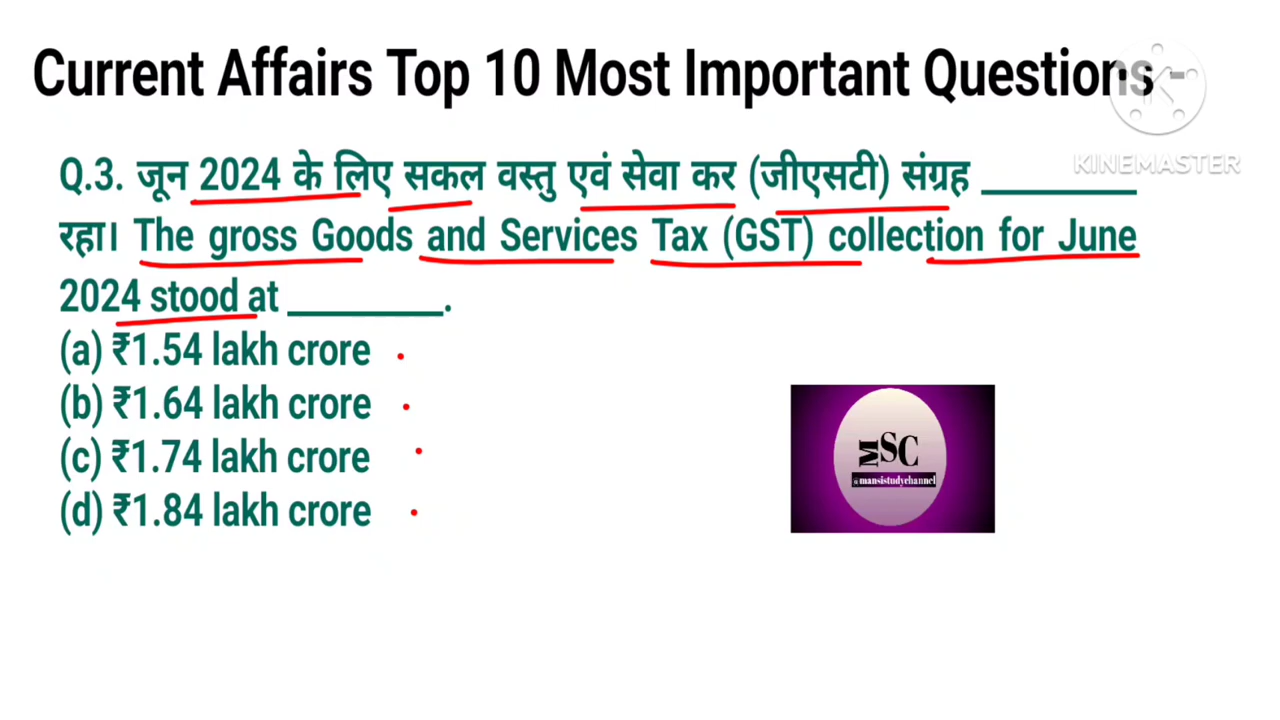 Current Affairs Top 10 Most Important Questions -
KINEMASTER
Q.3. जून 2024 के लिए सकल वस्तु एवं सेवा कर (जीएसटी) संग्रह ________
रहा। The gross Goods and Services Tax (GST) collection for June
2024 stood at ________.
(a) ₹1.54 lakh crore
(b) ₹1.64 lakh crore
(c) ₹1.74 lakh crore
(d) ₹1.84 lakh crore
MSC
@mansistudychannel